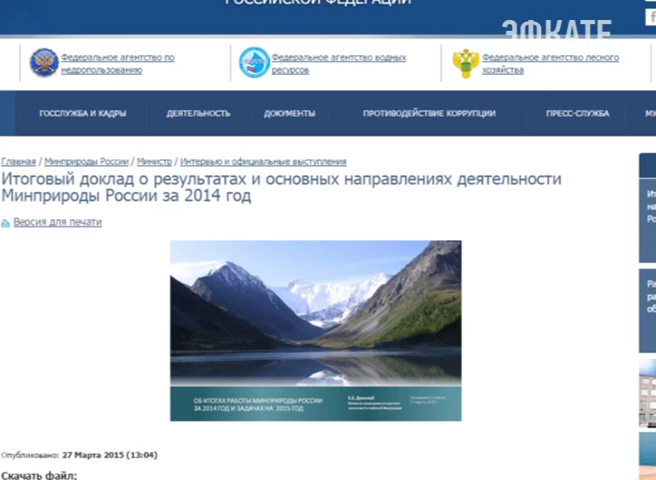 РОССИЙСКОЙ ФЕДЕРАЦИИ
ЭФКАТЕ
Федеральное агентство по
недропользованию
Федеральное агентство водных
ресурсов
Федеральное агентство лесного
хозяйства
ГОССЛУЖБА И КАДРЫ
ДЕЯТЕЛЬНОСТЬ
ДОКУМЕНТЫ
ПРОТИВОДЕЙСТВИЕ КОРРУПЦИИ
ПРЕСС-СЛУЖБА
Главная / Минприроды России / Министр / Интервью и официальные выступления
Итоговый доклад о результатах и основных направлениях деятельности
Минприроды России за 2014 год
Версия для печати
ОБ ИТОГАХ РАБОТЫ МИНПРИРОДЫ РОССИИ
ЗА 2014 ГОД И ЗАДАЧАХ НА 2015 ГОД
С.Е. Донской
Опубликовано: 27 Марта 2015 (13:04)
Скачать файл: